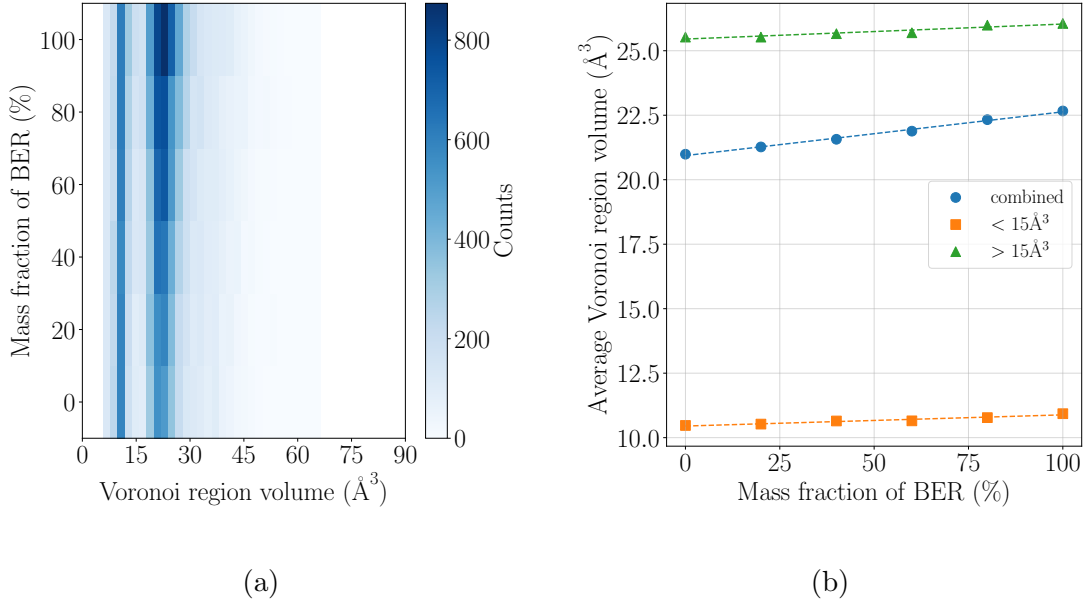 Mass fraction of BER (%)
100
80
60
40
20
0
0 15 30 45 60 75 90
Voronoi region volume (Å³)
800
600
400
200
0
Counts
(a)
Average Voronoi region volume (Å³)
25.0
22.5
20.0
17.5
15.0
12.5
10.0
combined
< 15Å³
> 15Å³
0 25 50 75 100
Mass fraction of BER (%)
(b)